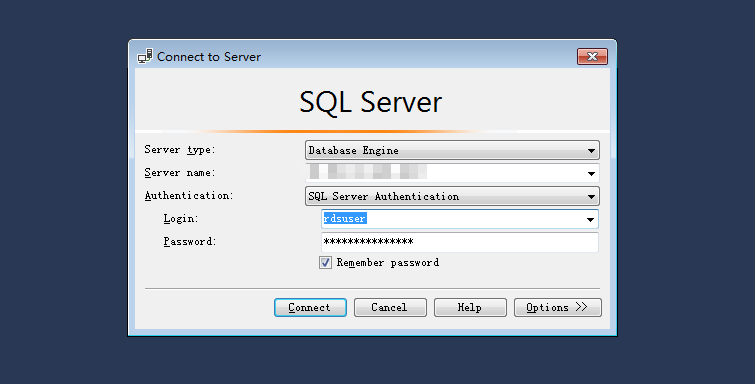 Connect to Server
SQL Server
Server type: Database Engine
Server name:
Authentication: SQL Server Authentication
Login: rdsuser
Password: ***************
Remember password
Connect Cancel Help Options >>